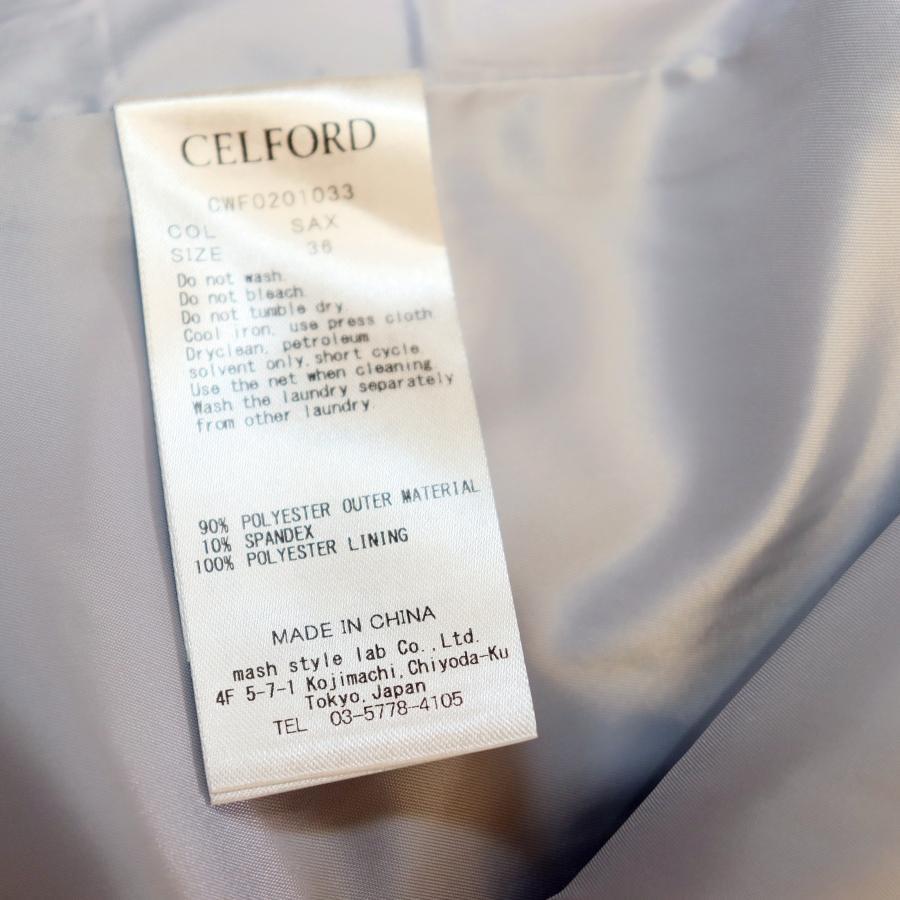 CELFORD
CWF0201033
COL SAX
SIZE 36
Do not wash.
Do not bleach.
Do not tumble dry.
Cool iron, use press cloth.
Dryclean, petroleum
solvent only,short cycle.
Use the net when cleaning.
Wash the laundry separately
from other laundry.
90% POLYESTER OUTER MATERIAL
10% SPANDEX
100% POLYESTER LINING
MADE IN CHINA
mash style lab Co.,Ltd.
4F 5-7-1 Kojimachi,Chiyoda-Ku
Tokyo,Japan
TEL 03-5778-4105